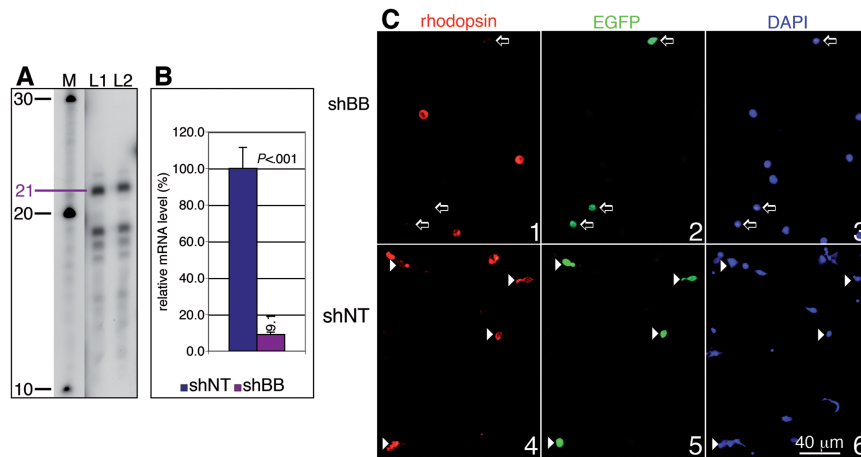 A
M L1 L2
30
21
20
10
B
relative mRNA level (%)
120.0
100.0
80.0
60.0
40.0
20.0
0.0
P<.001
9.1
shNT shBB
C
rhodopsin EGFP DAPI
shBB
1 2 3
shNT
4 5 6
40 µm